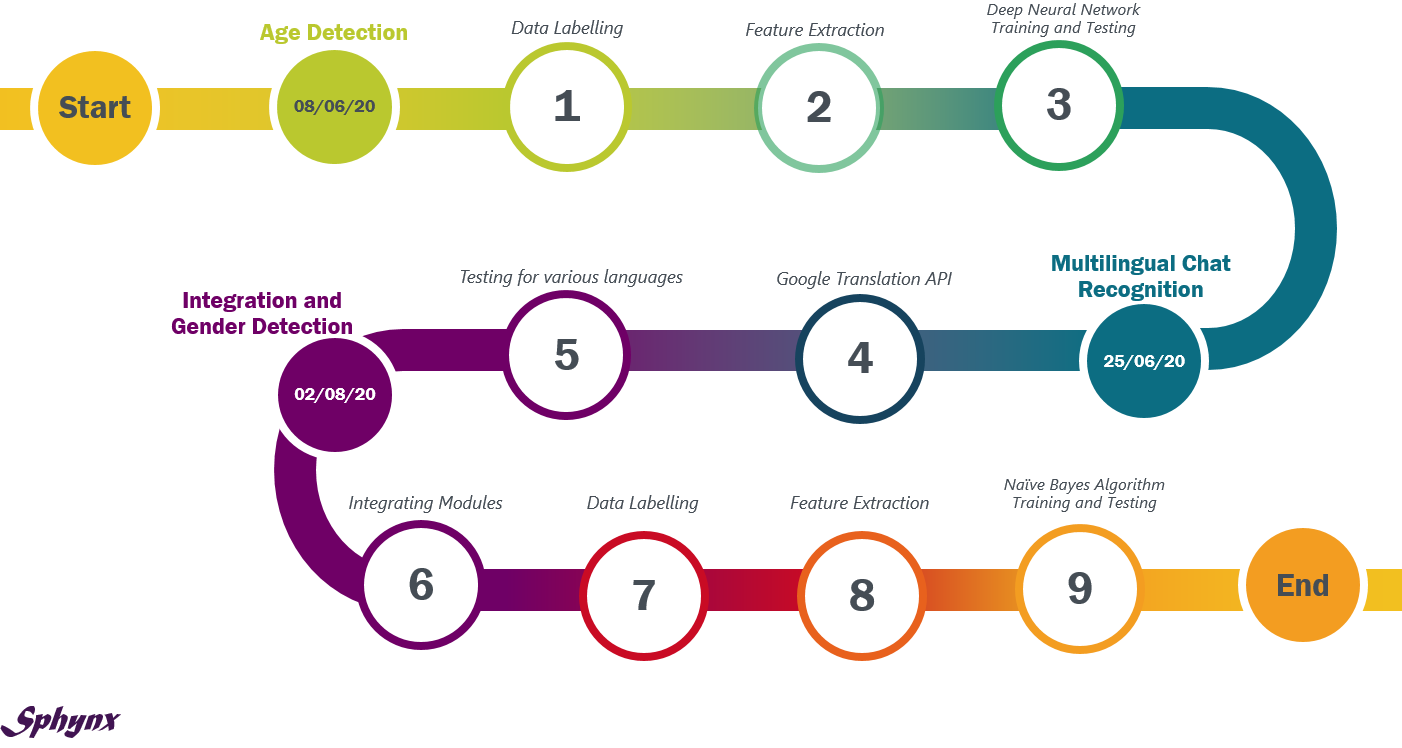 Start
Age Detection
08/06/20
Data Labelling
1
Feature Extraction
2
Deep Neural Network
Training and Testing
3
Multilingual Chat
Recognition
25/06/20
Google Translation API
4
Testing for various languages
5
Integration and
Gender Detection
02/08/20
Integrating Modules
6
Data Labelling
7
Feature Extraction
8
Naïve Bayes Algorithm
Training and Testing
9
End
Sphynx